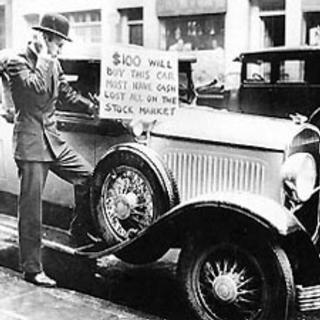 $100 WILL
BUY THIS CAR
MUST HAVE CASH
LOST ALL ON THE
STOCK MARKET